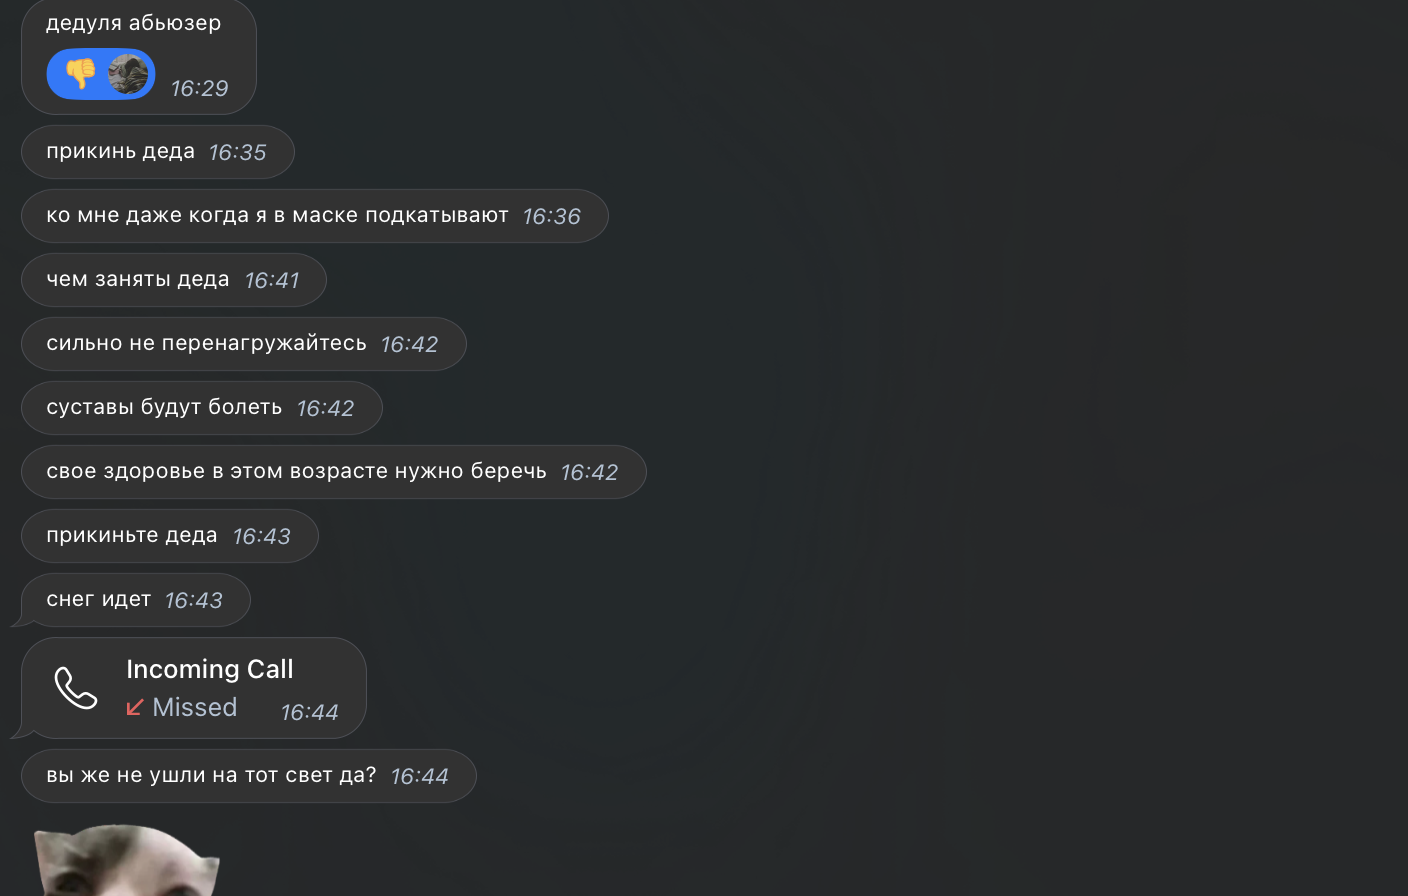 дедуля абьюзер
16:29
прикинь деда 16:35
ко мне даже когда я в маске подкатывают 16:36
чем заняты деда 16:41
сильно не перенагружайтесь 16:42
суставы будут болеть 16:42
свое здоровье в этом возрасте нужно беречь 16:42
прикиньте деда 16:43
снег идет 16:43
Incoming Call
Missed 16:44
вы же не ушли на тот свет да? 16:44